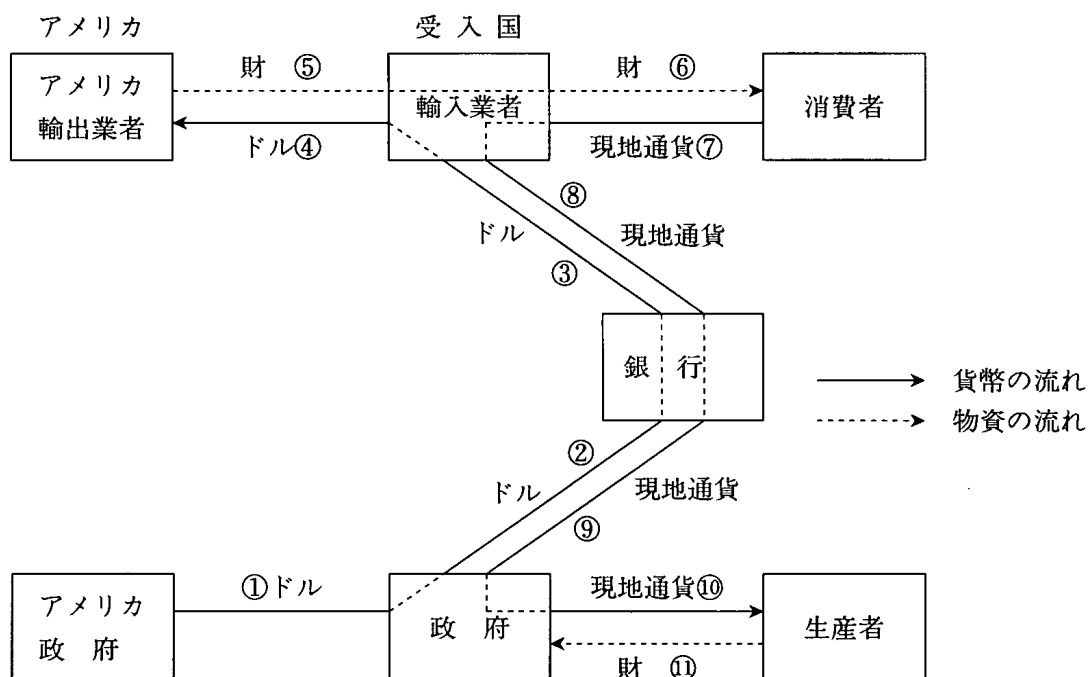 アメリカ
受 入 国
アメリカ
輸出業者
財 ⑤
ドル④
輸入業者
財 ⑥
現地通貨⑦
消費者
⑧
ドル
現地通貨
③
銀 行
貨幣の流れ
物資の流れ
②
ドル
現地通貨
⑨
アメリカ
政 府
①ドル
政 府
現地通貨⑩
財 ⑪
生産者